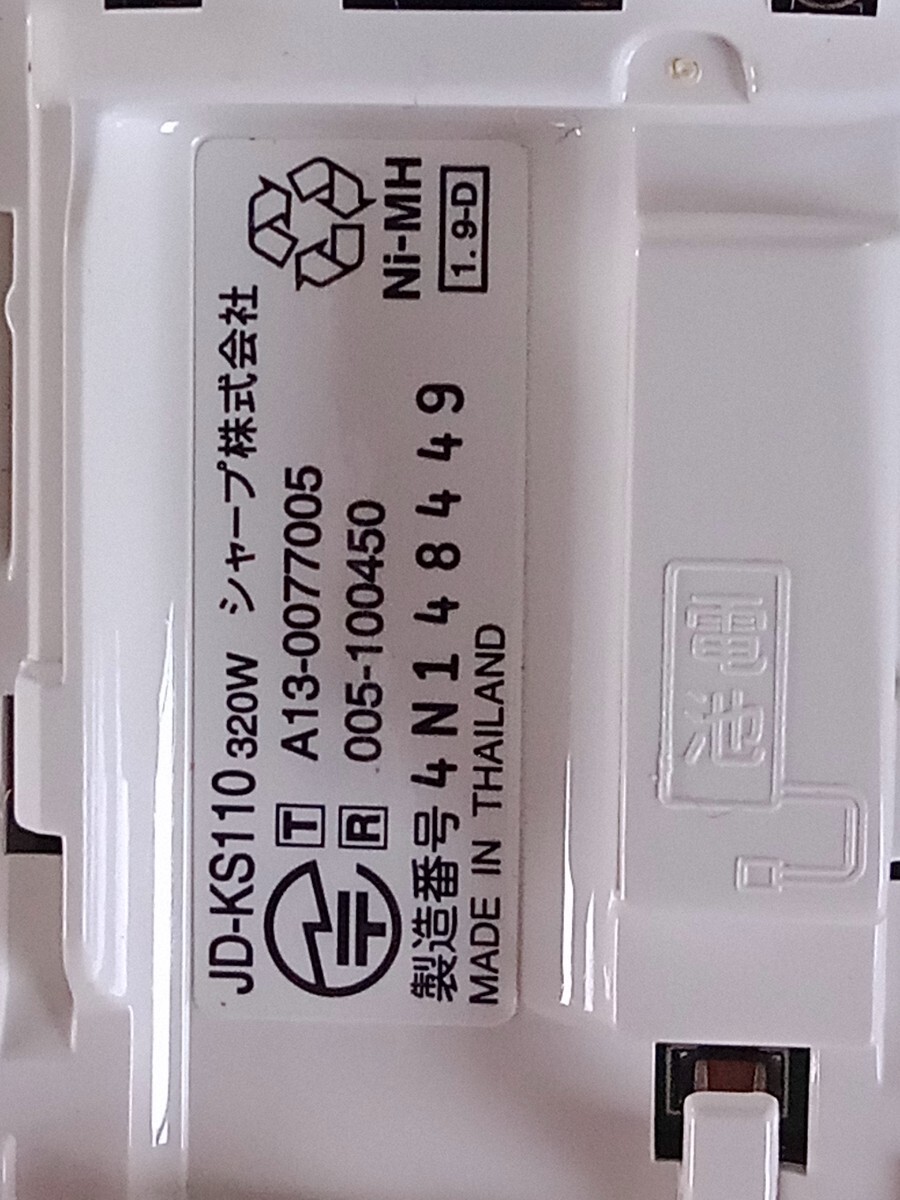 JD-KS110 320W シャープ株式会社
T A13-0077005
R 005-100450
製造番号 4N148449
MADE IN THAILAND
Ni-MH
1.9-D
電池